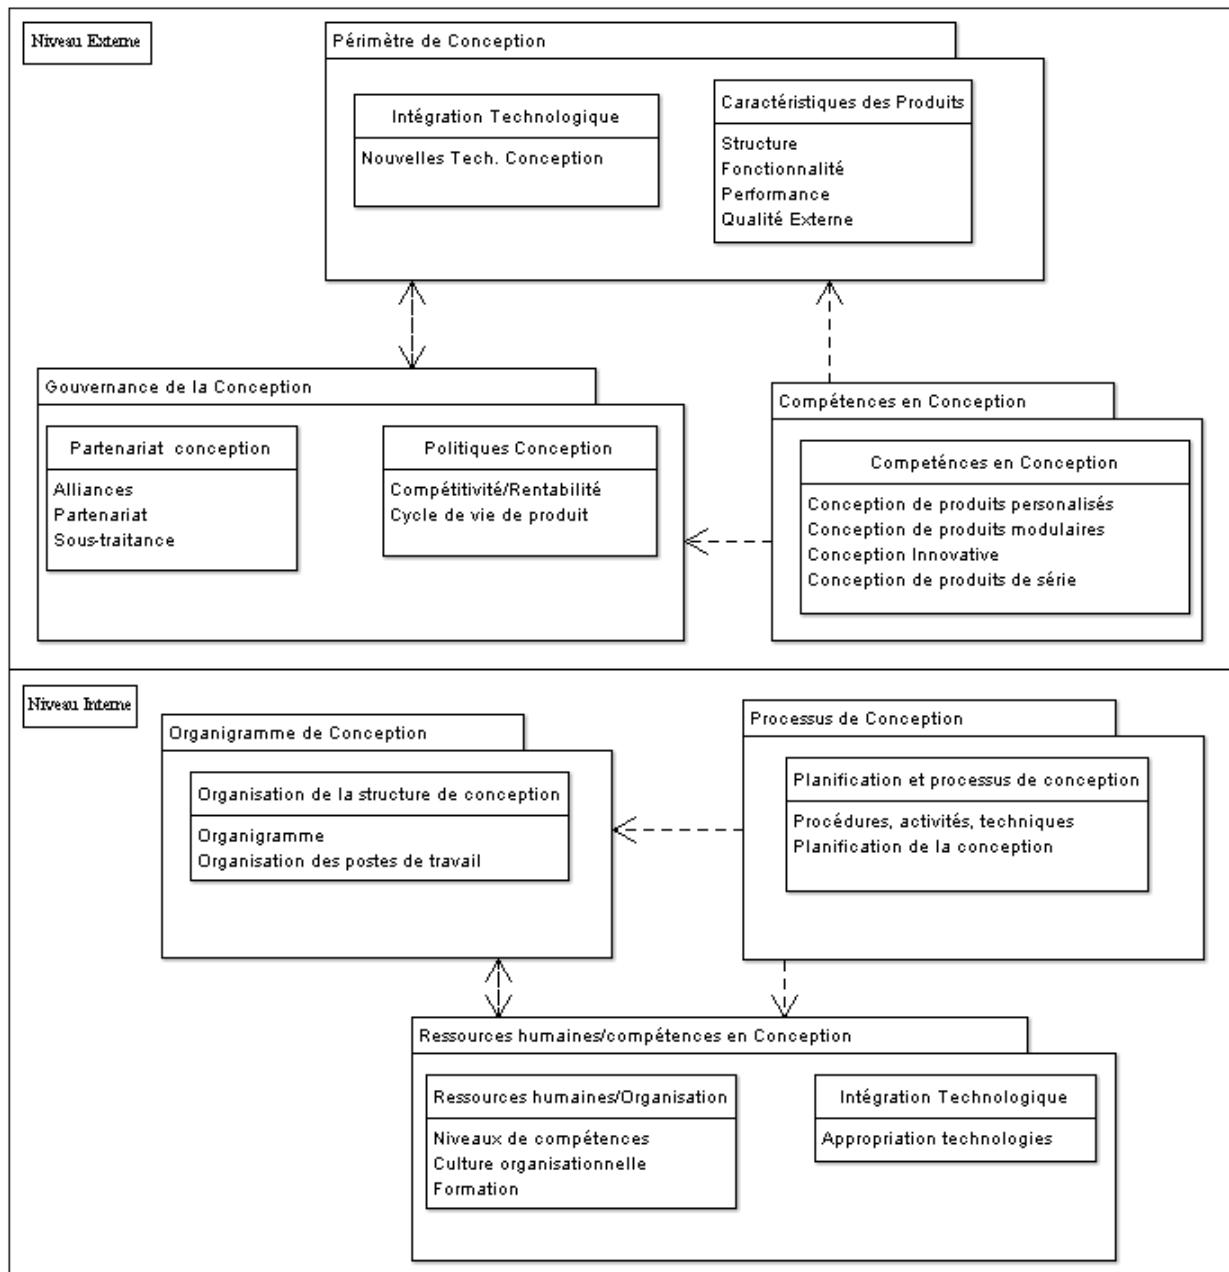 Niveau Externe
Périmètre de Conception
Intégration Technologique
Nouvelles Tech. Conception
Caractéristiques des Produits
Structure
Fonctionnalité
Performance
Qualité Externe
Gouvernance de la Conception
Partenariat conception
Alliances
Partenariat
Sous-traitance
Politiques Conception
Compétitivité/Rentabilité
Cycle de vie de produit
Compétences en Conception
Competénces en Conception
Conception de produits personalisés
Conception de produits modulaires
Conception Innovative
Conception de produits de série
Niveau Interne
Organigramme de Conception
Organisation de la structure de conception
Organigramme
Organisation des postes de travail
Processus de Conception
Planification et processus de conception
Procédures, activités, techniques
Planification de la conception
Ressources humaines/compétences en Conception
Ressources humaines/Organisation
Niveaux de compétences
Culture organisationnelle
Formation
Intégration Technologique
Appropriation technologies